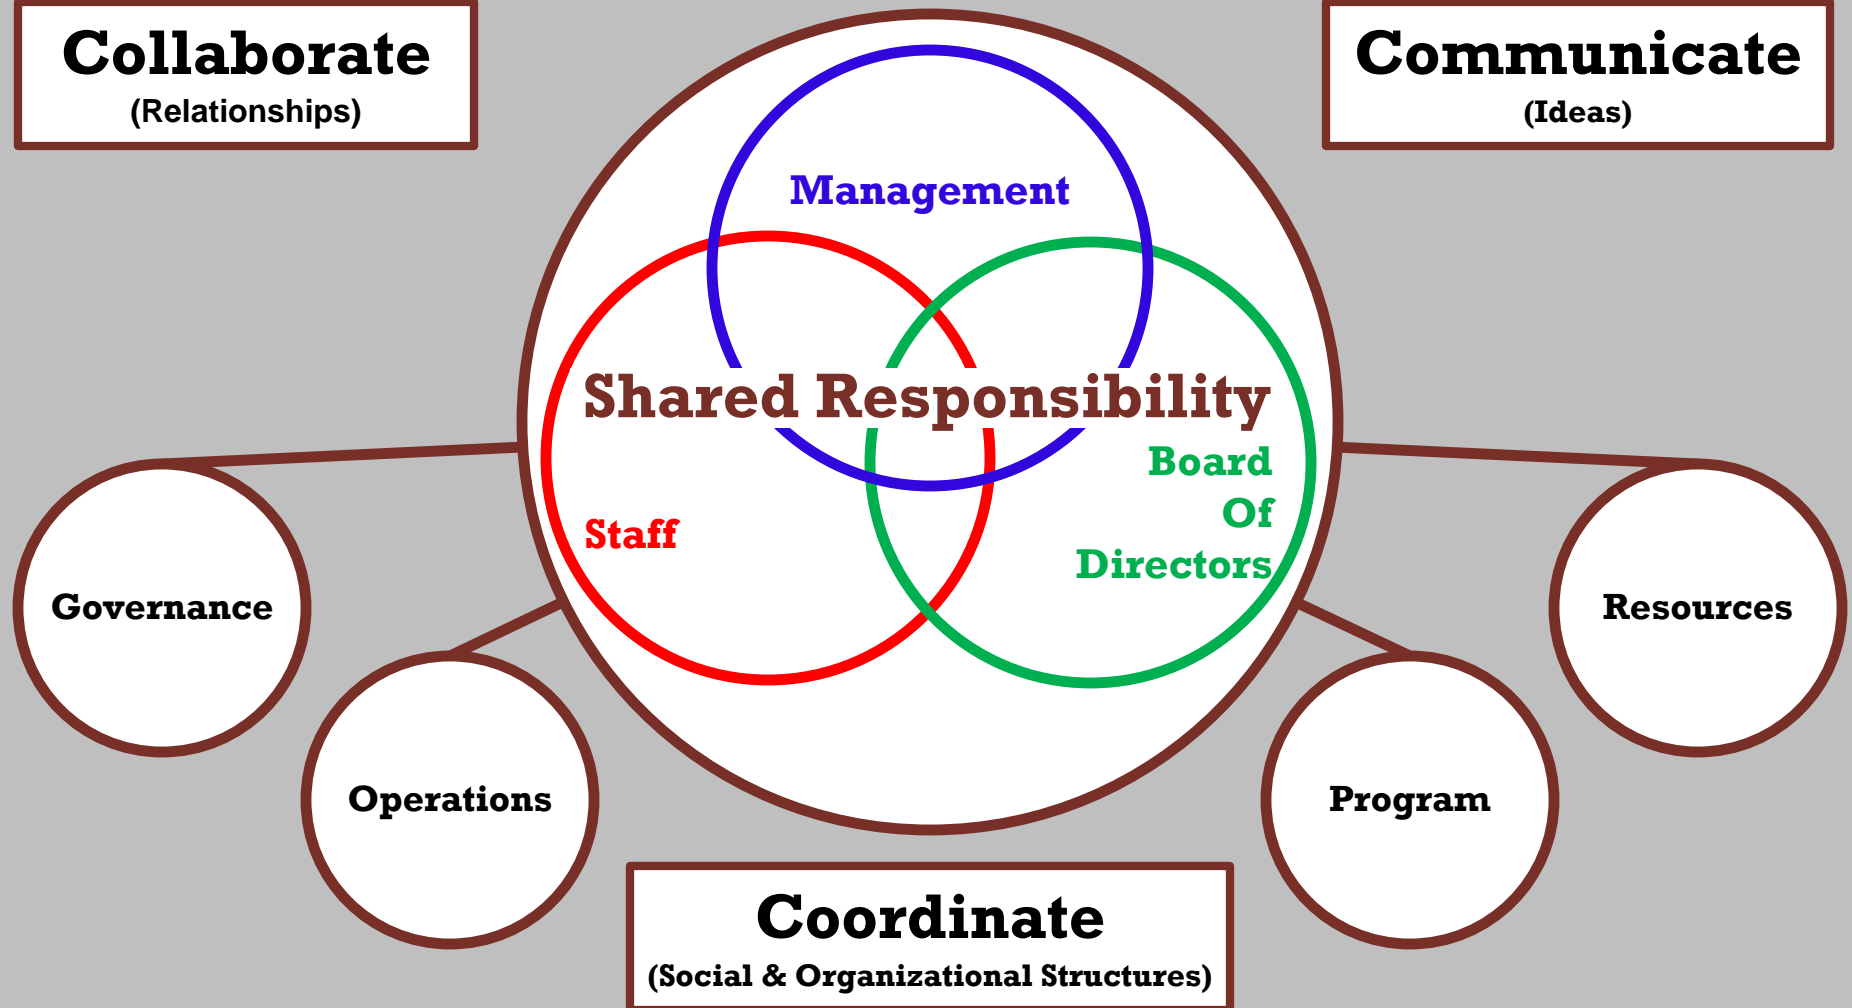 Collaborate
(Relationships)
Communicate
(Ideas)
Management
Shared Responsibility
Board
Of
Directors
Staff
Governance
Resources
Operations
Program
Coordinate
(Social & Organizational Structures)